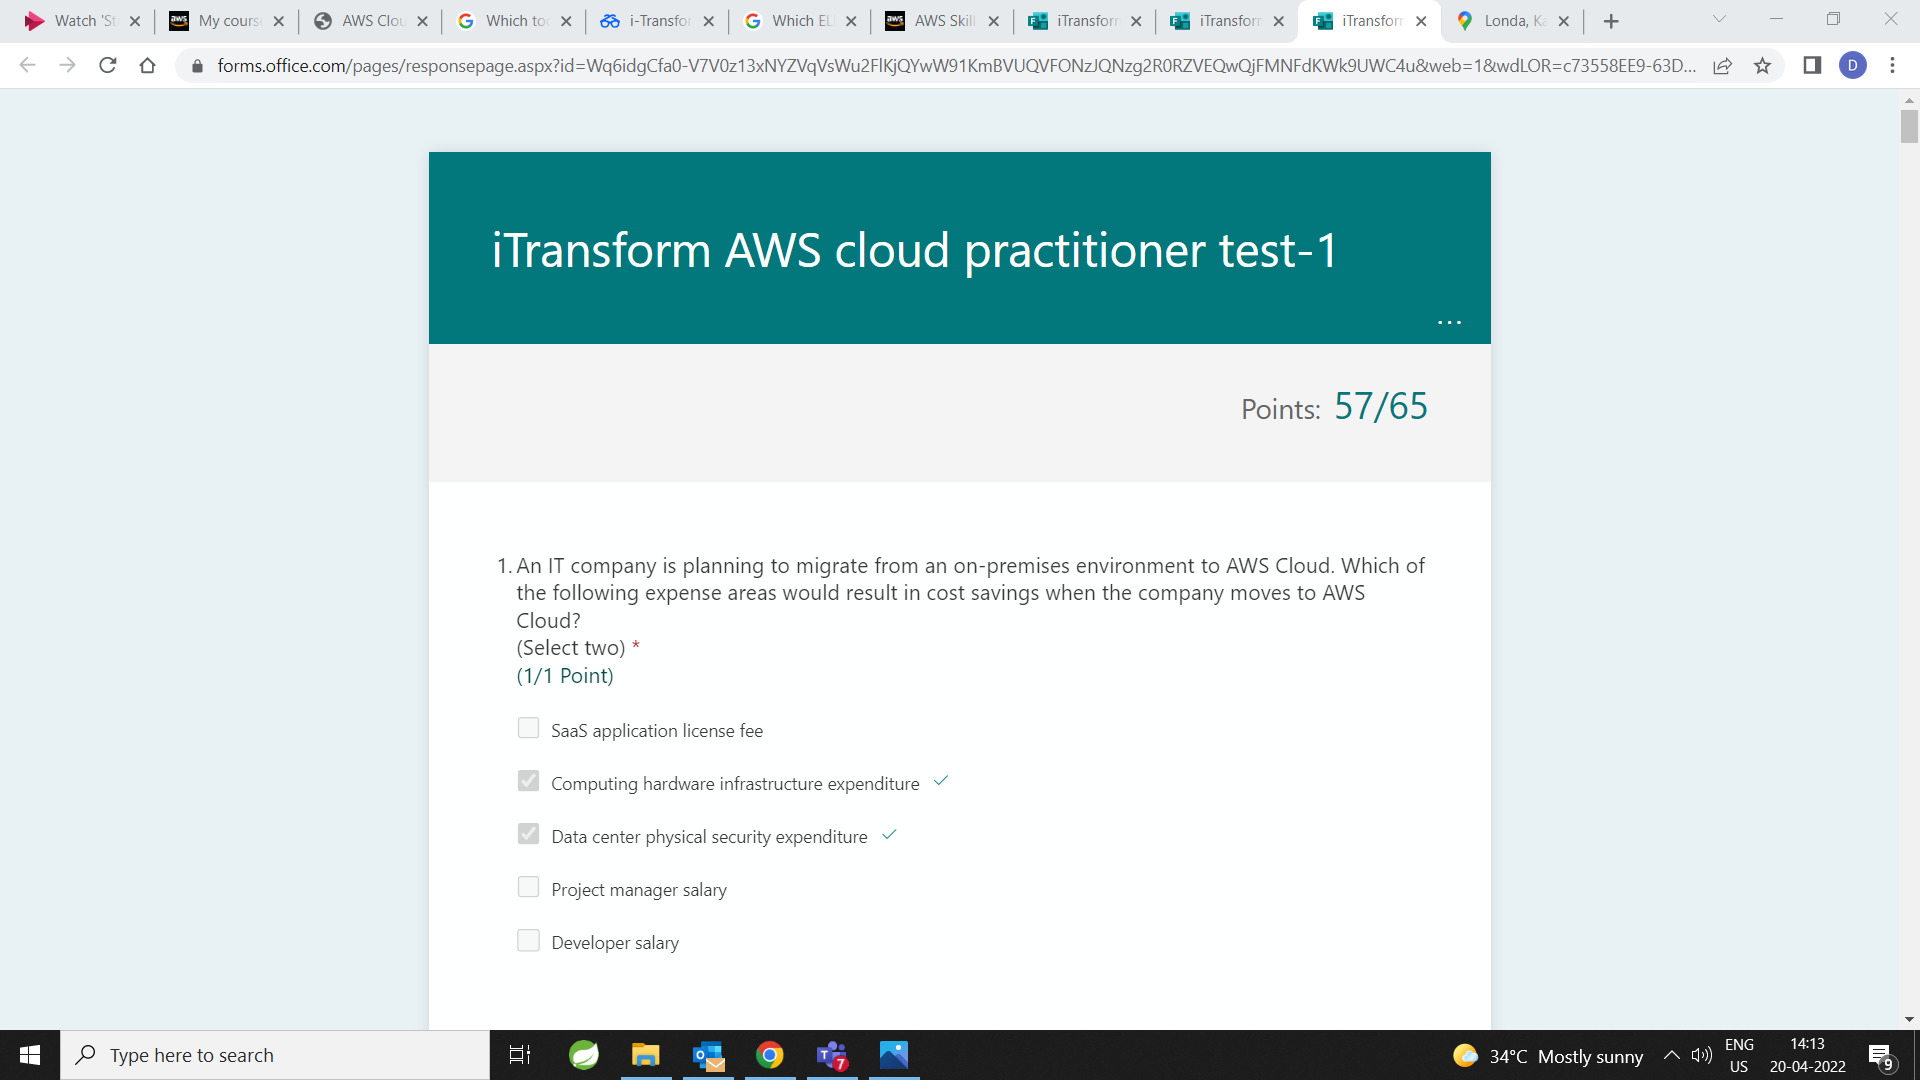 Watch 'St
My cours
AWS Clou
Which to
i-Transfo
Which EL
AWS Skill
iTransform
iTransform
iTransform
Londa, Ka
forms.office.com/pages/responsepage.aspx?id=Wq6idgCfa0-V7V0z13xNYZVqVsWu2FlKjQYwW91KmBVUQVFONzJQNzg2R0RZVEQwQjFMNFdKWk9UWC4u&web=1&wdLOR=c73558EE9-63D...
D
iTransform AWS cloud practitioner test-1
...
Points: 57/65
1. An IT company is planning to migrate from an on-premises environment to AWS Cloud. Which of
the following expense areas would result in cost savings when the company moves to AWS
Cloud?
(Select two) *
(1/1 Point)
SaaS application license fee
Computing hardware infrastructure expenditure
Data center physical security expenditure
Project manager salary
Developer salary
Type here to search
7
34°C Mostly sunny
ENG
US
14:13
20-04-2022
9